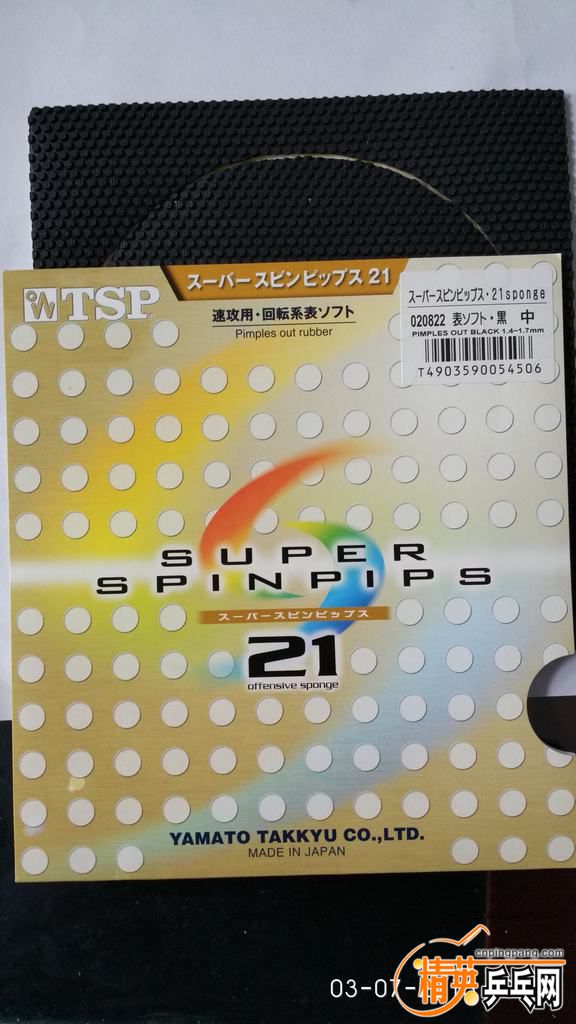 スーパースピンピップス 21
TSP
速攻用・回転系表ソフト
Pimples out rubber
スーパースピンピップス・21sponge
020822 表ソフト・黒 中
PIMPLES OUT BLACK 1.4~1.7mm
T4903590054506
SUPER
SPINPIPS
スーパースピンピップス
21
offensive sponge
YAMATO TAKKYU CO.,LTD.
MADE IN JAPAN
cnpingpang.com
精英乒乓网
03-07-